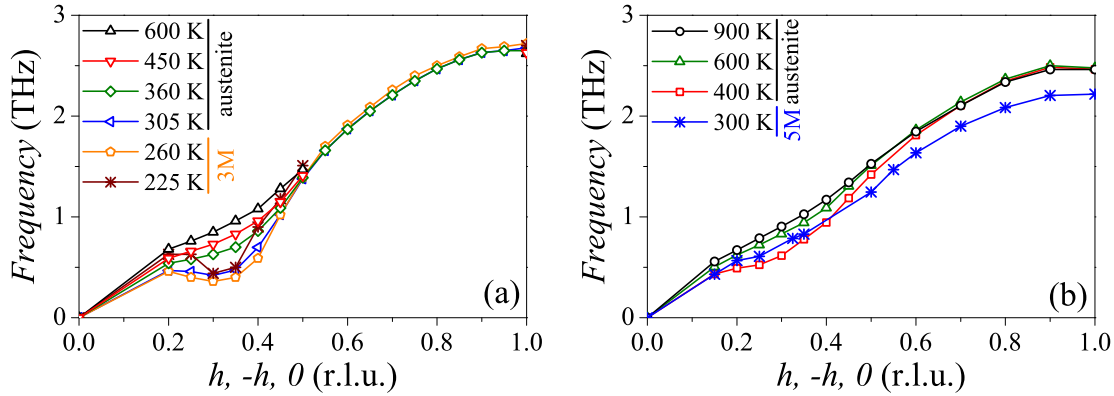 3
2
1
0
Frequency (THz)
600 K
450 K
360 K
305 K
austenite
260 K
225 K
3M
(a)
0.0 0.2 0.4 0.6 0.8 1.0
h, -h, 0 (r.l.u.)
3
2
1
0
Frequency (THz)
900 K
600 K
400 K
austenite
300 K
5M
(b)
0.0 0.2 0.4 0.6 0.8 1.0
h, -h, 0 (r.l.u.)